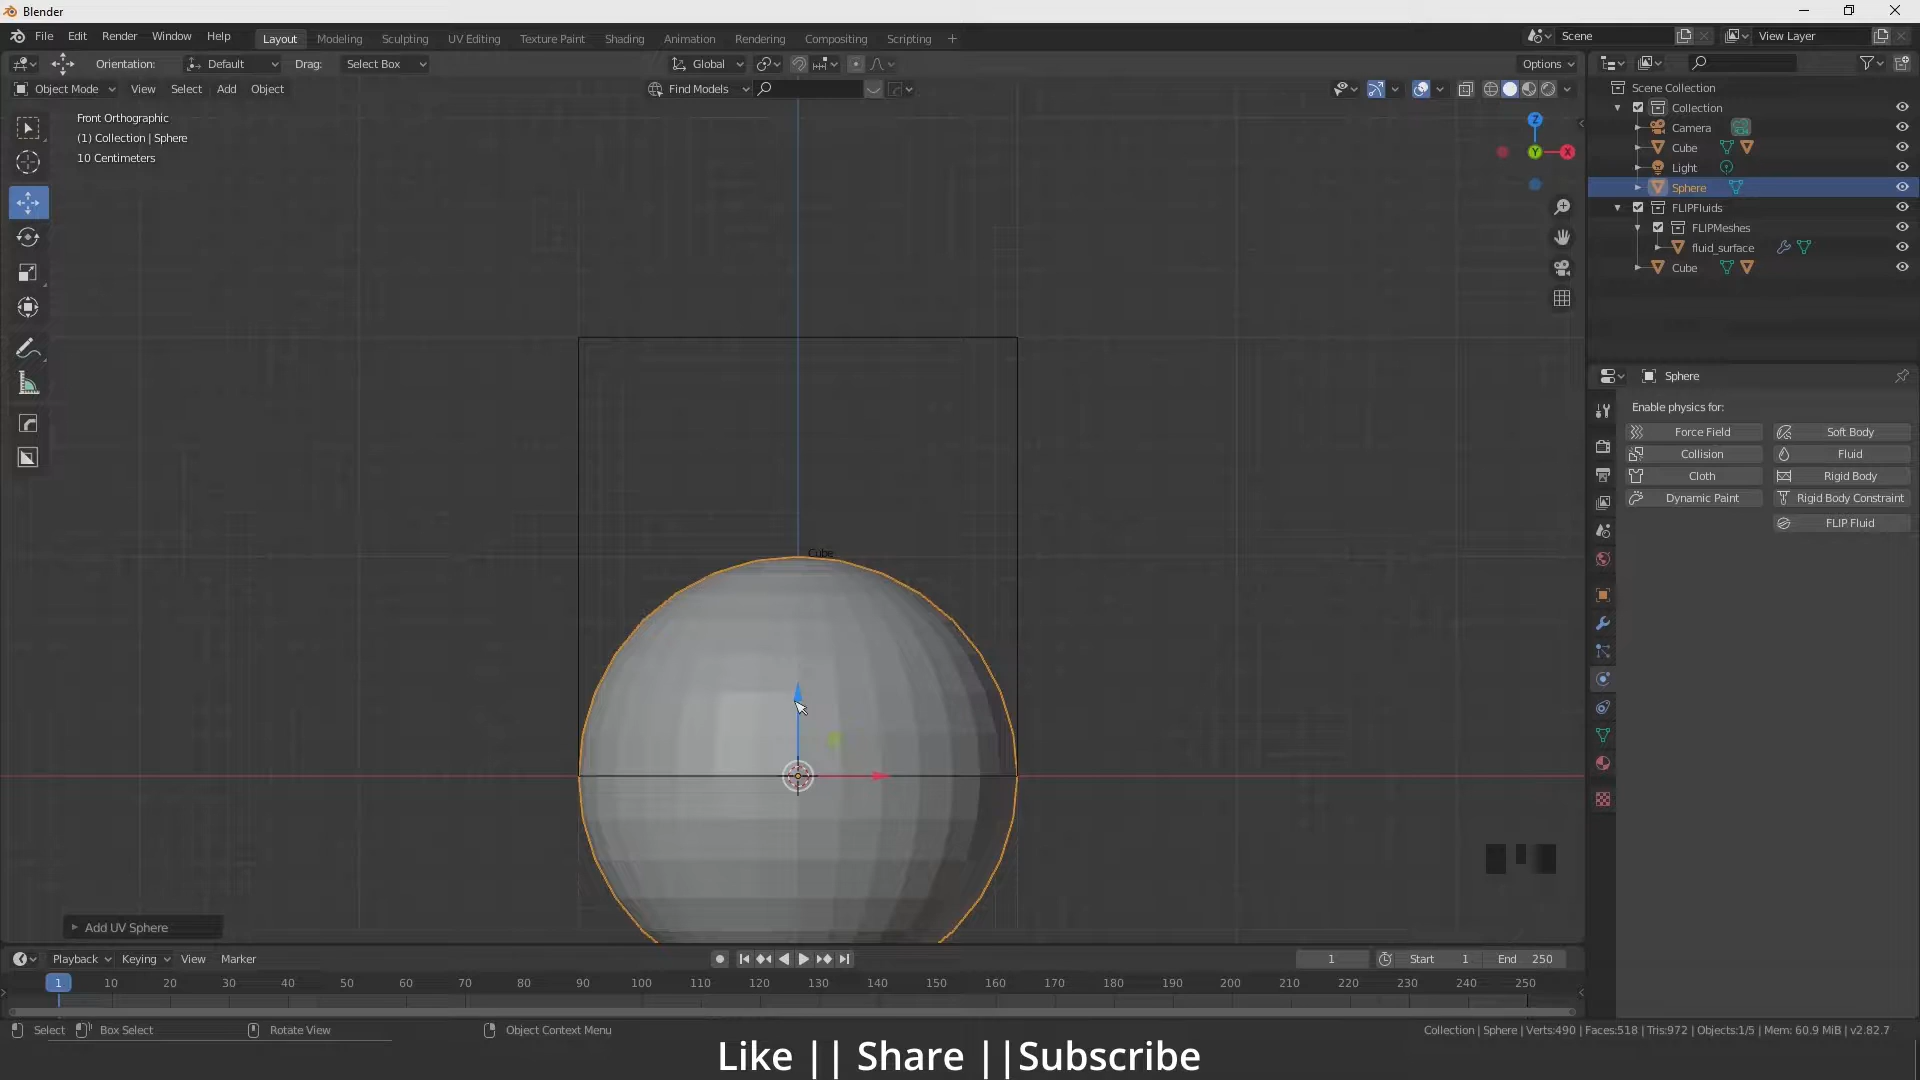 Blender
File Edit Render Window Help
Layout Modeling Sculpting UV Editing Texture Paint Shading Animation Rendering Compositing Scripting +
Scene
View Layer
Orientation: Default Drag: Select Box
Global
Options
Object Mode View Select Add Object
Find Models
Front Orthographic
(1) Collection | Sphere
10 Centimeters
Z
Y
X
Cube
Scene Collection
Collection
Camera
Cube
Light
Sphere
FLIPFluids
FLIPMeshes
fluid_surface
Cube
Sphere
Enable physics for:
Force Field
Soft Body
Collision
Fluid
Cloth
Rigid Body
Dynamic Paint
Rigid Body Constraint
FLIP Fluid
Add UV Sphere
Playback Keying View Marker
1
Start 1
End 250
1 10 20 30 40 50 60 70 80 90 100 110 120 130 140 150 160 170 180 190 200 210 220 230 240 250
Select Box Select Rotate View Object Context Menu
Collection | Sphere | Verts:490 | Faces:518 | Tris:972 | Objects:1/5 | Mem: 60.9 MiB | v2.82.7
Like || Share ||Subscribe